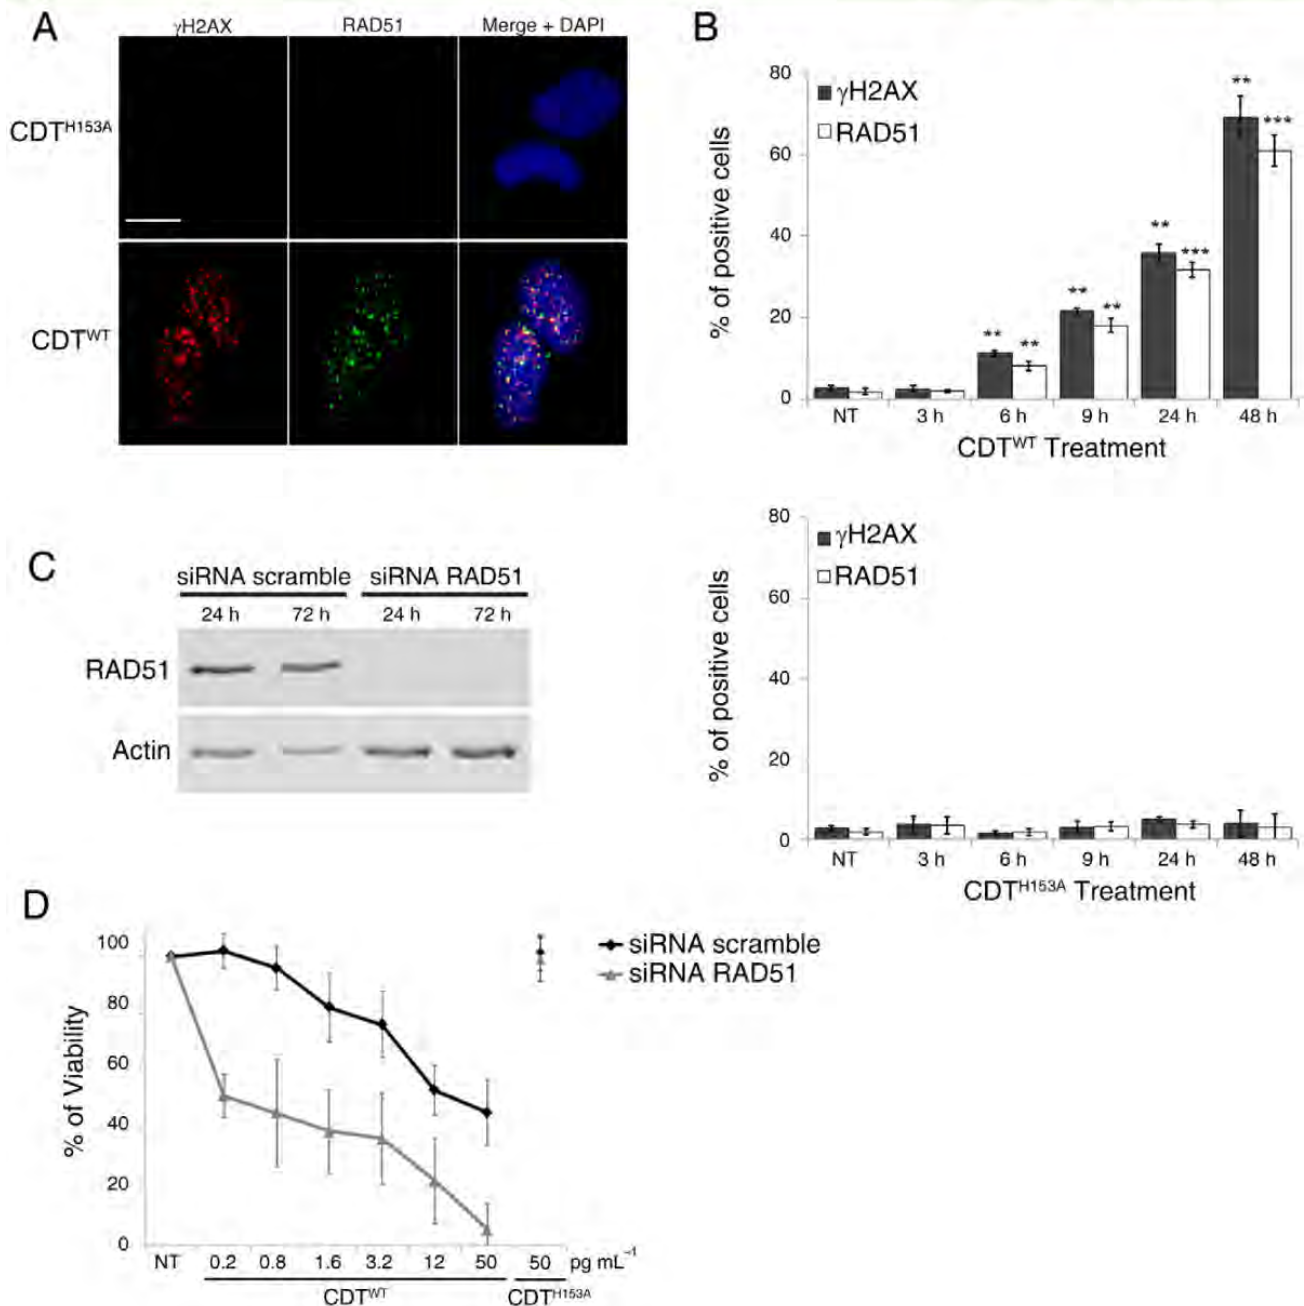 A
γH2AX RAD51 Merge + DAPI
CDTH153A
CDTWT
B
80
60
40
20
0
% of positive cells
γH2AX
RAD51
** *** ** *** ** ** ** **
NT 3 h 6 h 9 h 24 h 48 h
CDTWT Treatment
80
60
40
20
0
% of positive cells
γH2AX
RAD51
NT 3 h 6 h 9 h 24 h 48 h
CDTH153A Treatment
C
siRNA scramble siRNA RAD51
24 h 72 h 24 h 72 h
RAD51
Actin
D
100
80
60
40
20
0
% of Viability
siRNA scramble
siRNA RAD51
NT 0.2 0.8 1.6 3.2 12 50 50 pg mL⁻¹
CDTWT CDTH153A